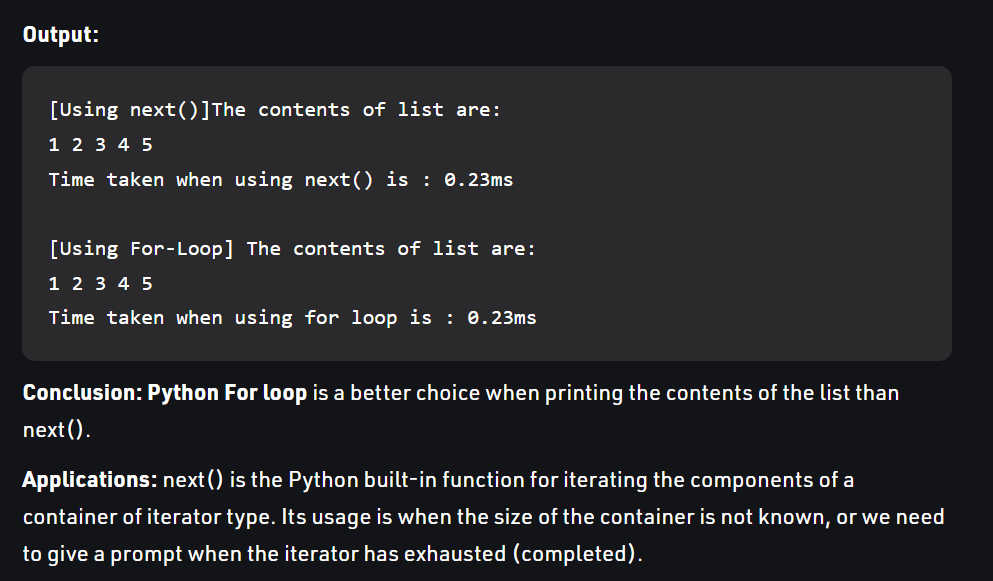 Output:
[Using next()]The contents of list are:
1 2 3 4 5
Time taken when using next() is : 0.23ms
[Using For-Loop] The contents of list are:
1 2 3 4 5
Time taken when using for loop is : 0.23ms
Conclusion: Python For loop is a better choice when printing the contents of the list than
next().
Applications: next() is the Python built-in function for iterating the components of a
container of iterator type. Its usage is when the size of the container is not known, or we need
to give a prompt when the iterator has exhausted (completed).